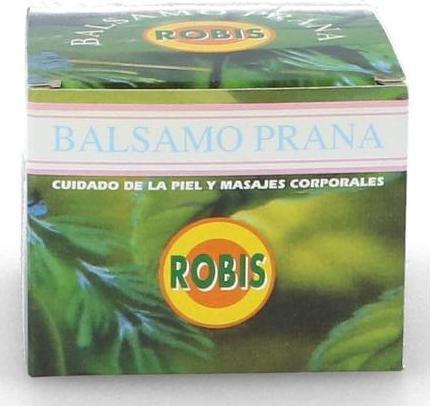 BALSAMO PRANA
ROBIS
BALSAMO PRANA
CUIDADO DE LA PIEL Y MASAJES CORPORALES
ROBIS